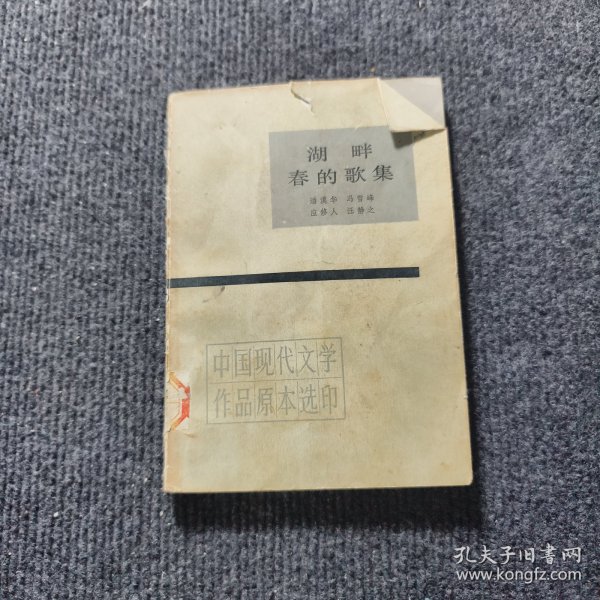 湖畔
春的歌集
潘漠华 冯雪峰
应修人 汪静之
中国现代文学
作品原本选印
孔夫子旧书网
www.kongfz.com